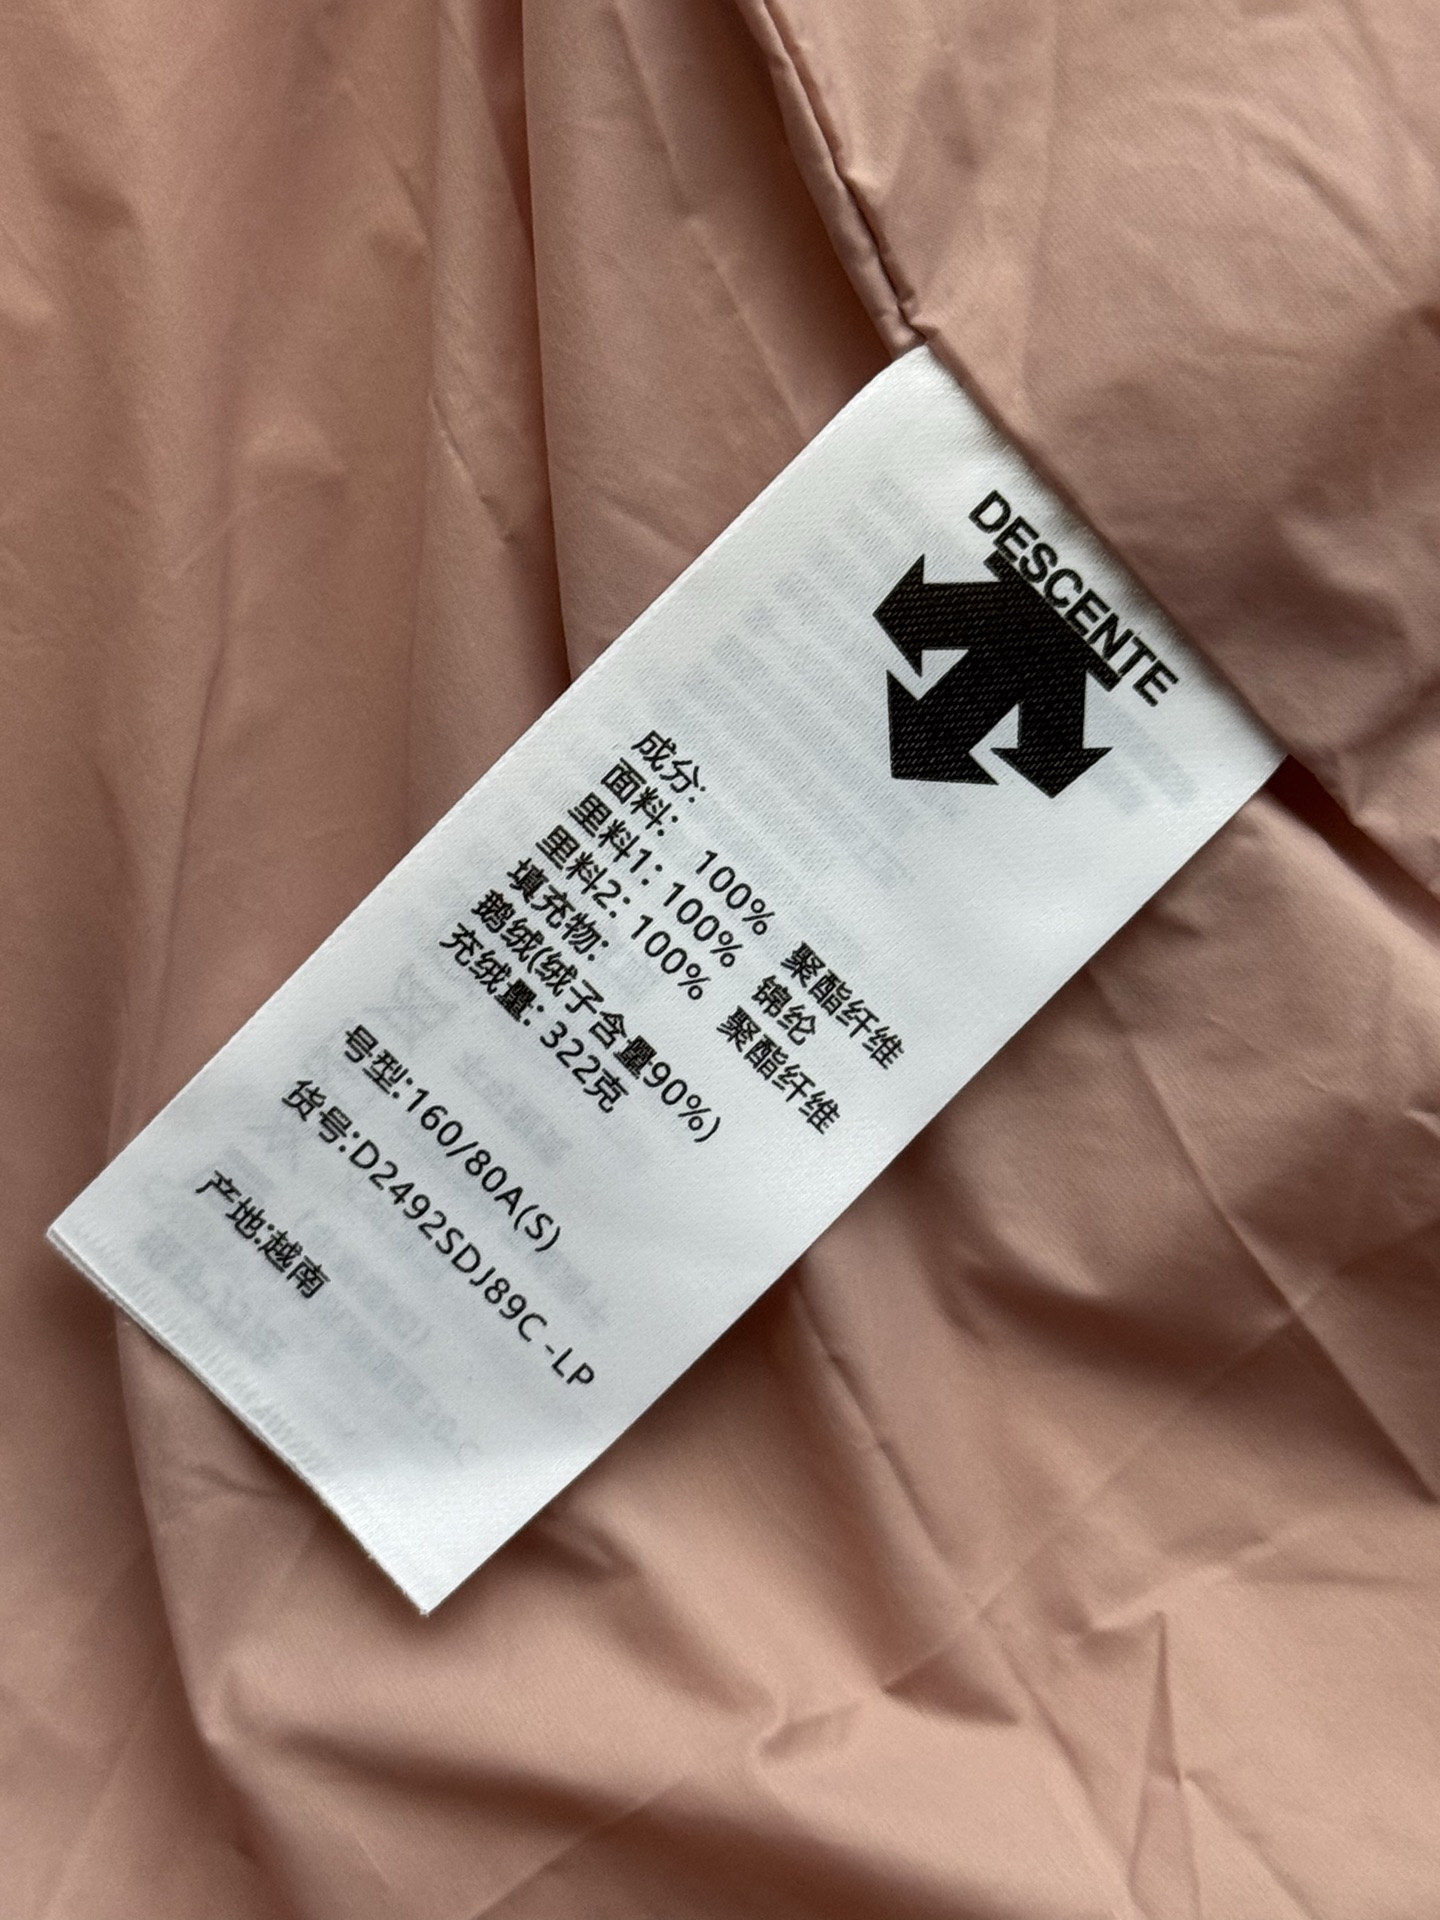 DESCENTE
成分:
面料: 100% 聚酯纤维
里料1: 100% 锦纶
里料2: 100% 聚酯纤维
填充物:
鹅绒(绒子含量90%)
充绒量: 322克
号型:160/80A(S)
货号:D2492SDJ89C -LP
产地:越南